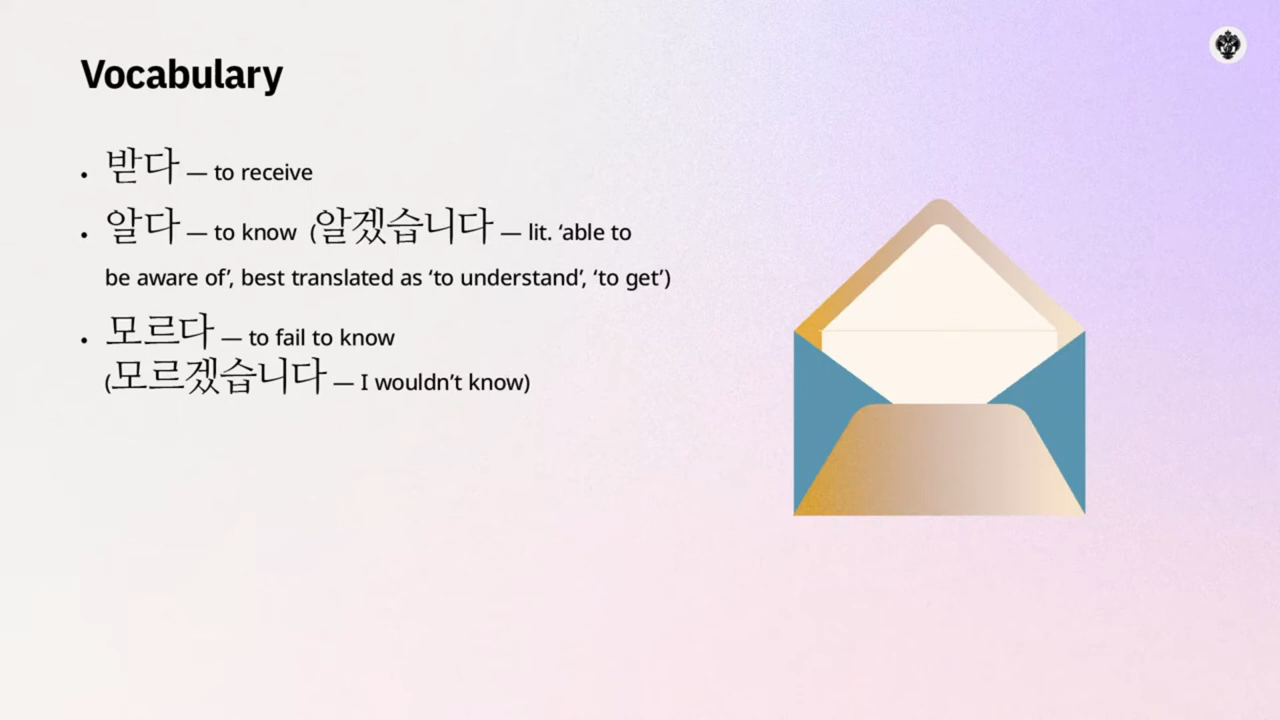 Vocabulary
• 받다 — to receive
• 알다 — to know (알겠습니다 — lit. ‘able to
be aware of’, best translated as ‘to understand’, ‘to get’)
• 모르다 — to fail to know
(모르겠습니다 — I wouldn’t know)